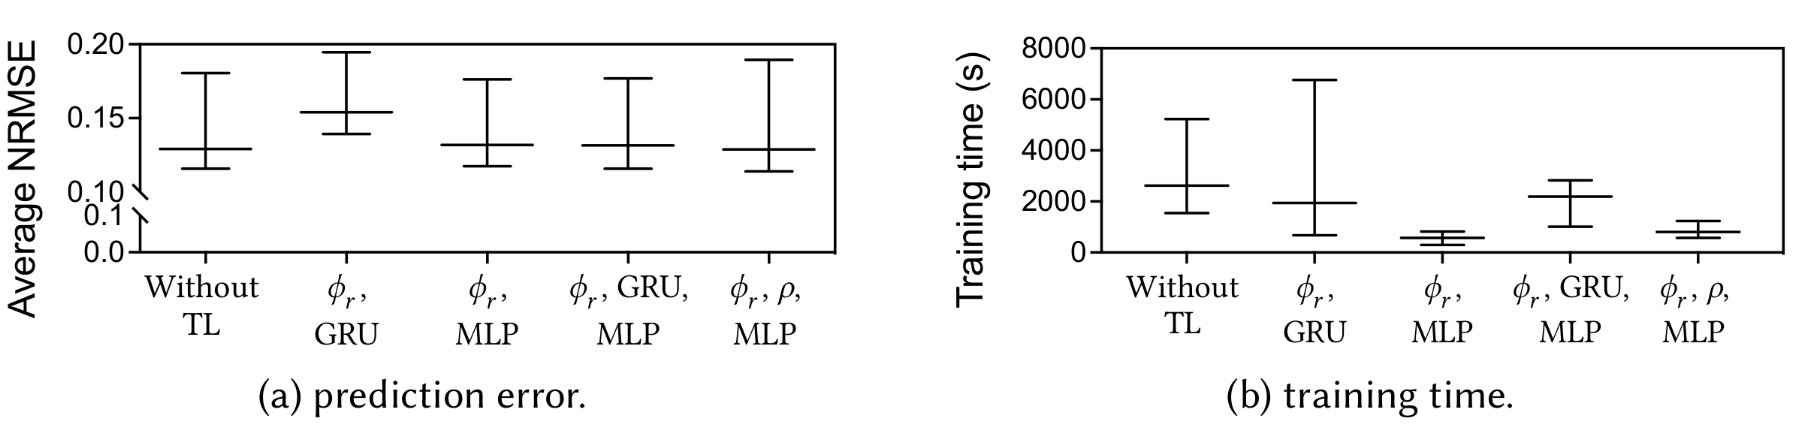 Average NRMSE
0.20
0.15
0.10
0.1
0.0
Without TL
ϕr, GRU
ϕr, MLP
ϕr, GRU, MLP
ϕr, ρ, MLP
(a) prediction error.
Training time (s)
8000
6000
4000
2000
0
Without TL
ϕr, GRU
ϕr, MLP
ϕr, GRU, MLP
ϕr, ρ, MLP
(b) training time.